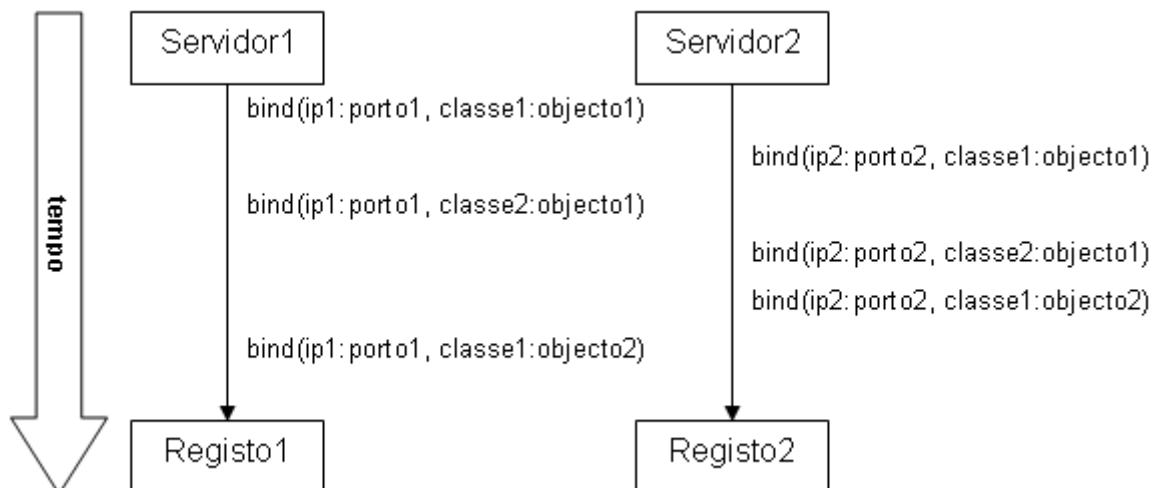 Servidor1
Servidor2
bind(ip1:porto1, classe1:objecto1)
bind(ip2:porto2, classe1:objecto1)
bind(ip1:porto1, classe2:objecto1)
tempo
bind(ip2:porto2, classe2:objecto1)
bind(ip2:porto2, classe1:objecto2)
bind(ip1:porto1, classe1:objecto2)
Registo1
Registo2